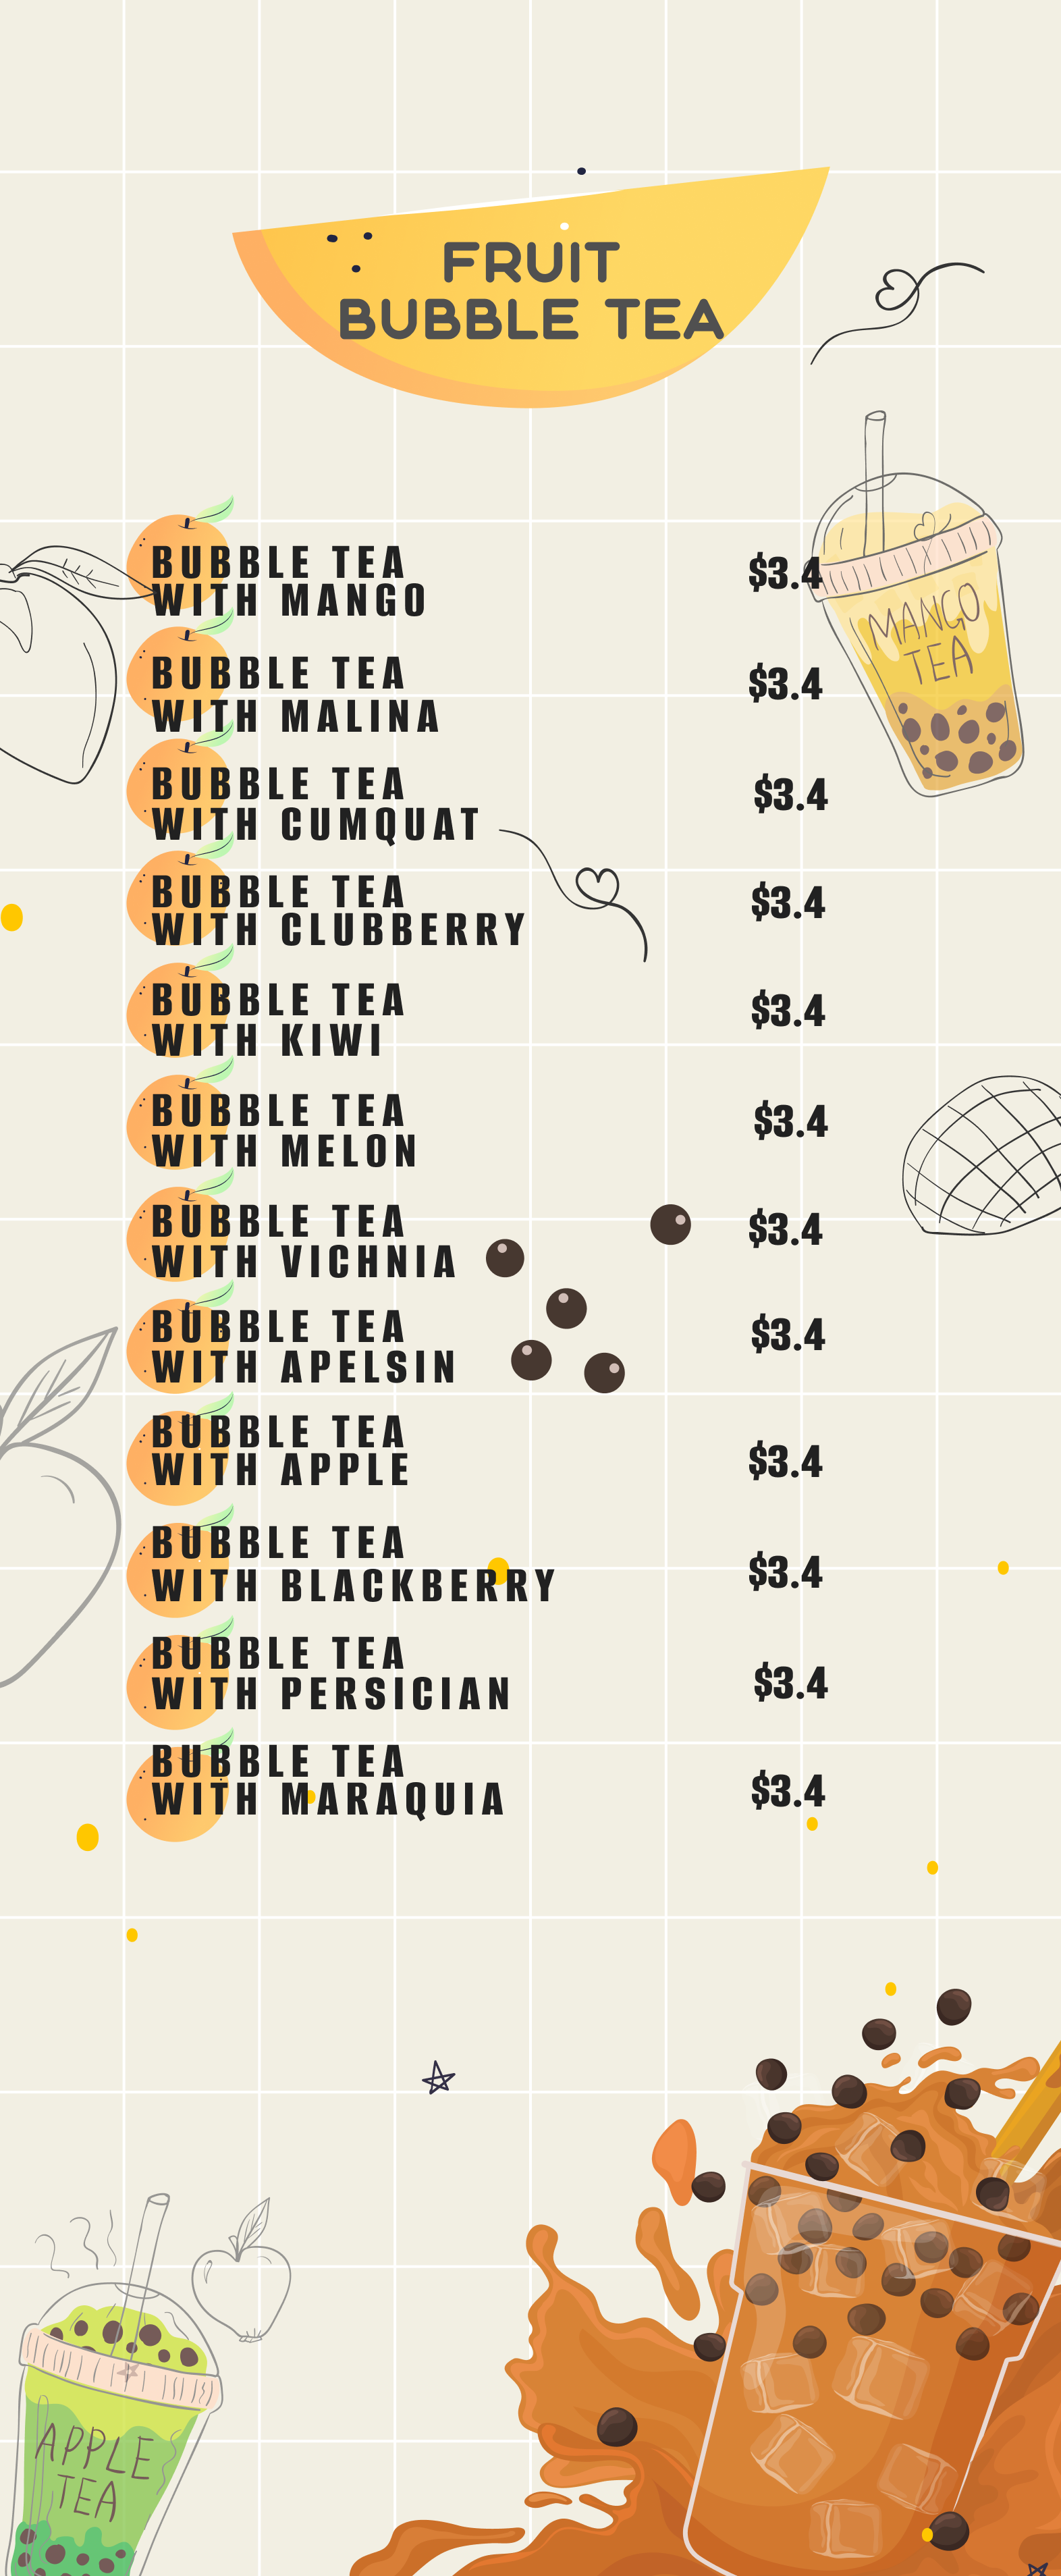 FRUIT
BUBBLE TEA
BUBBLE TEA
WITH MANGO
$3.4
MANGO
TEA
BUBBLE TEA
WITH MALINA
$3.4
BUBBLE TEA
WITH CUMQUAT
$3.4
BUBBLE TEA
WITH CLUBBERRY
$3.4
BUBBLE TEA
WITH KIWI
$3.4
BUBBLE TEA
WITH MELON
$3.4
BUBBLE TEA
WITH VICHNIA
$3.4
BUBBLE TEA
WITH APELSIN
$3.4
BUBBLE TEA
WITH APPLE
$3.4
BUBBLE TEA
WITH BLACKBERRY
$3.4
BUBBLE TEA
WITH PERSICIAN
$3.4
BUBBLE TEA
WITH MARAQUIA
$3.4
APPLE
TEA